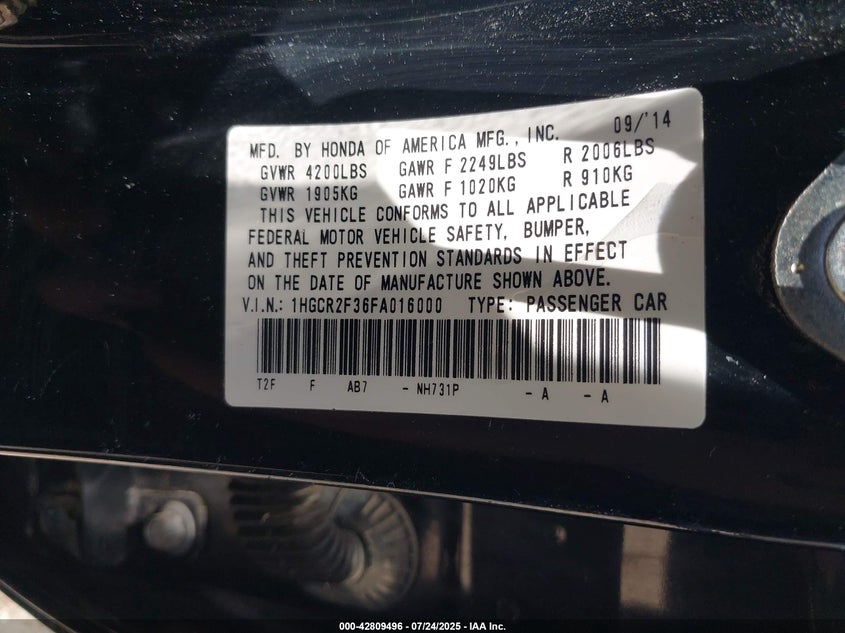 09/'14
MFD. BY HONDA OF AMERICA MFG., INC.
GVWR 4200LBS GAWR F 2249LBS R 2006LBS
GVWR 1905KG GAWR F 1020KG R 910KG
THIS VEHICLE CONFORMS TO ALL APPLICABLE
FEDERAL MOTOR VEHICLE SAFETY, BUMPER,
AND THEFT PREVENTION STANDARDS IN EFFECT
ON THE DATE OF MANUFACTURE SHOWN ABOVE.
V.I.N.: 1HGCR2F36FA016000 TYPE: PASSENGER CAR
T2F F AB7 - NH731P - A - A
000-42809496 - 07/24/2025 - IAA Inc.